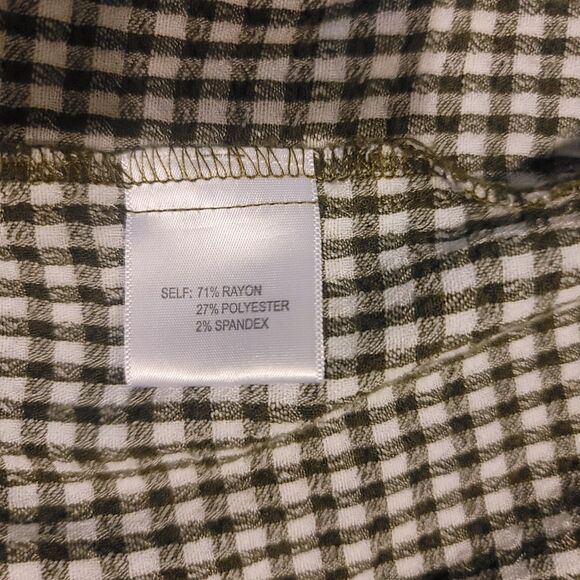 SELF: 71% RAYON
27% POLYESTER
2% SPANDEX